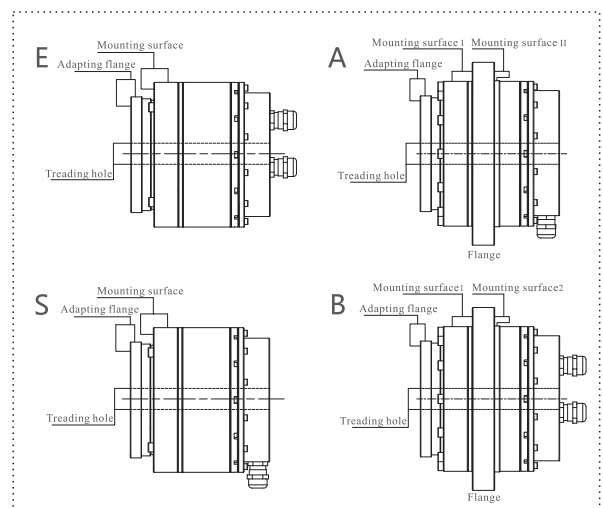 E
Mounting surface
Adapting flange
Treading hole
A
Mounting surface I
Mounting surface II
Adapting flange
Treading hole
Flange
S
Mounting surface
Adapting flange
Treading hole
B
Mounting surface1
Mounting surface2
Adapting flange
Treading hole
Flange